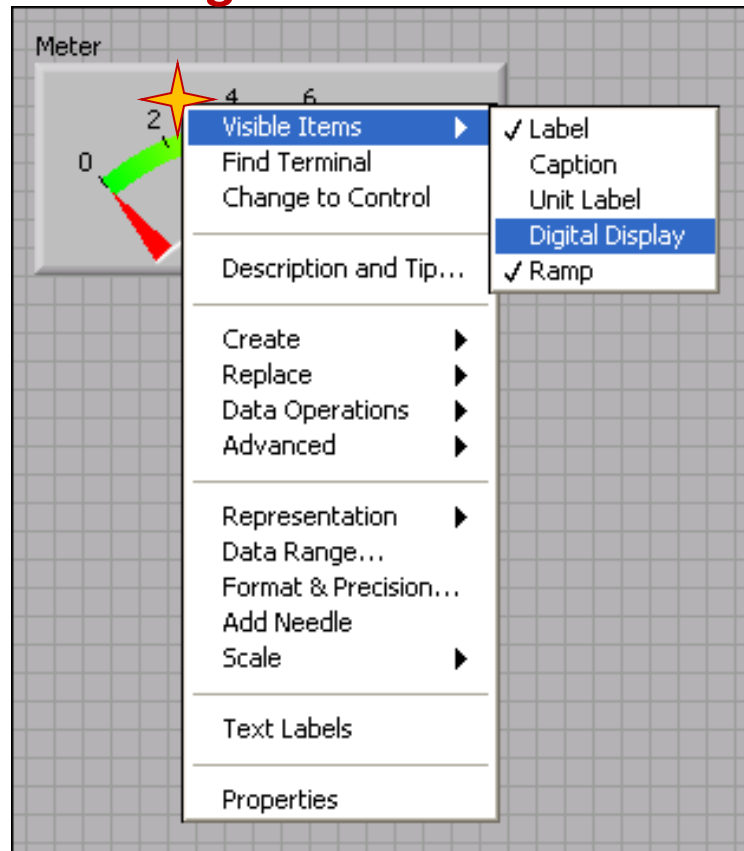 Meter
0 2 4 6
Visible Items
Find Terminal
Change to Control
Description and Tip...
Create
Replace
Data Operations
Advanced
Representation
Data Range...
Format & Precision...
Add Needle
Scale
Text Labels
Properties
✓ Label
Caption
Unit Label
Digital Display
✓ Ramp